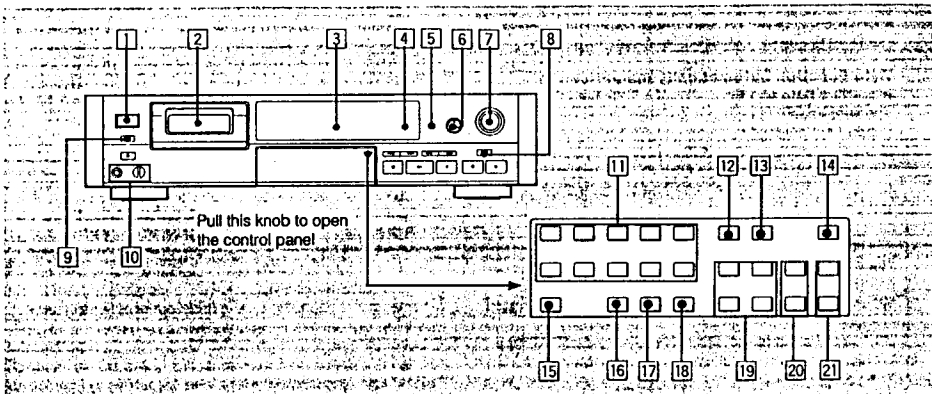 1 2 3 4 5 6 7 8
11 12 13 14
Pull this knob to open
the control panel
9 10
15 16 17 18 19 20 21